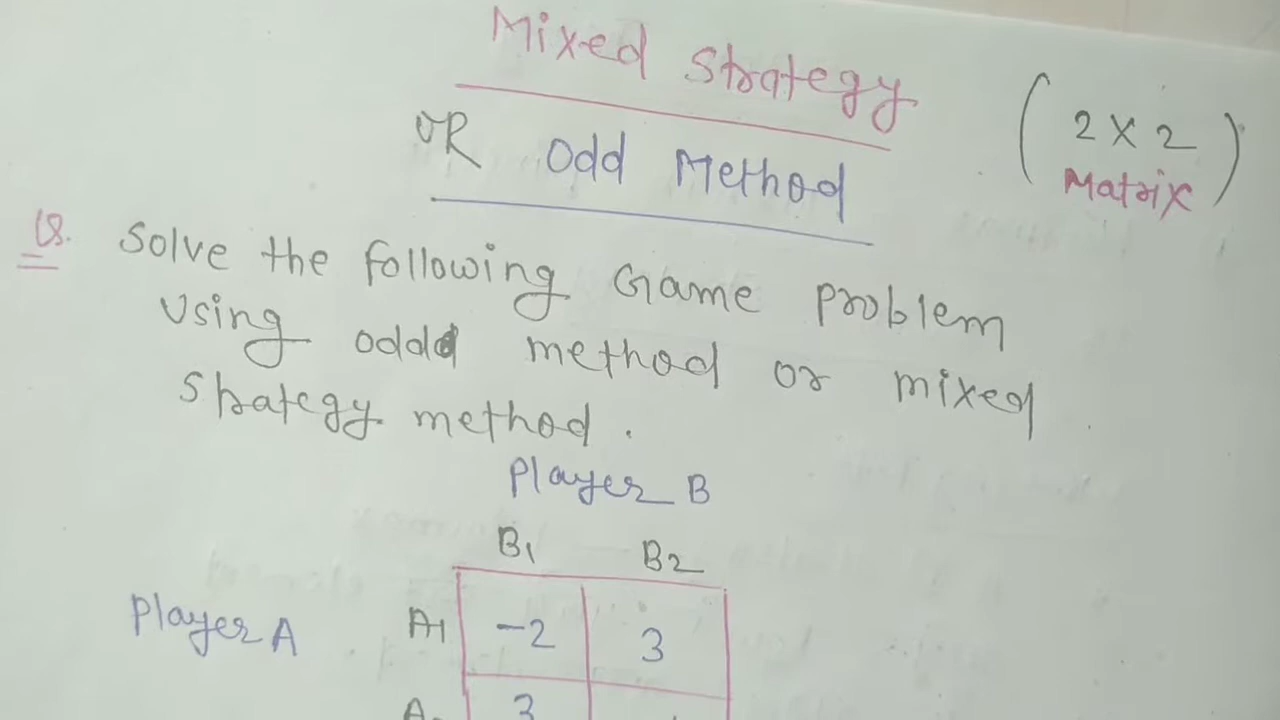 Mixed Strategy
OR Odd Method
(2 X 2 Matrix)
Q. Solve the following Game problem
Using odd method or mixed
Strategy method.
Player B
B1 B2
Player A A1 -2 3
3